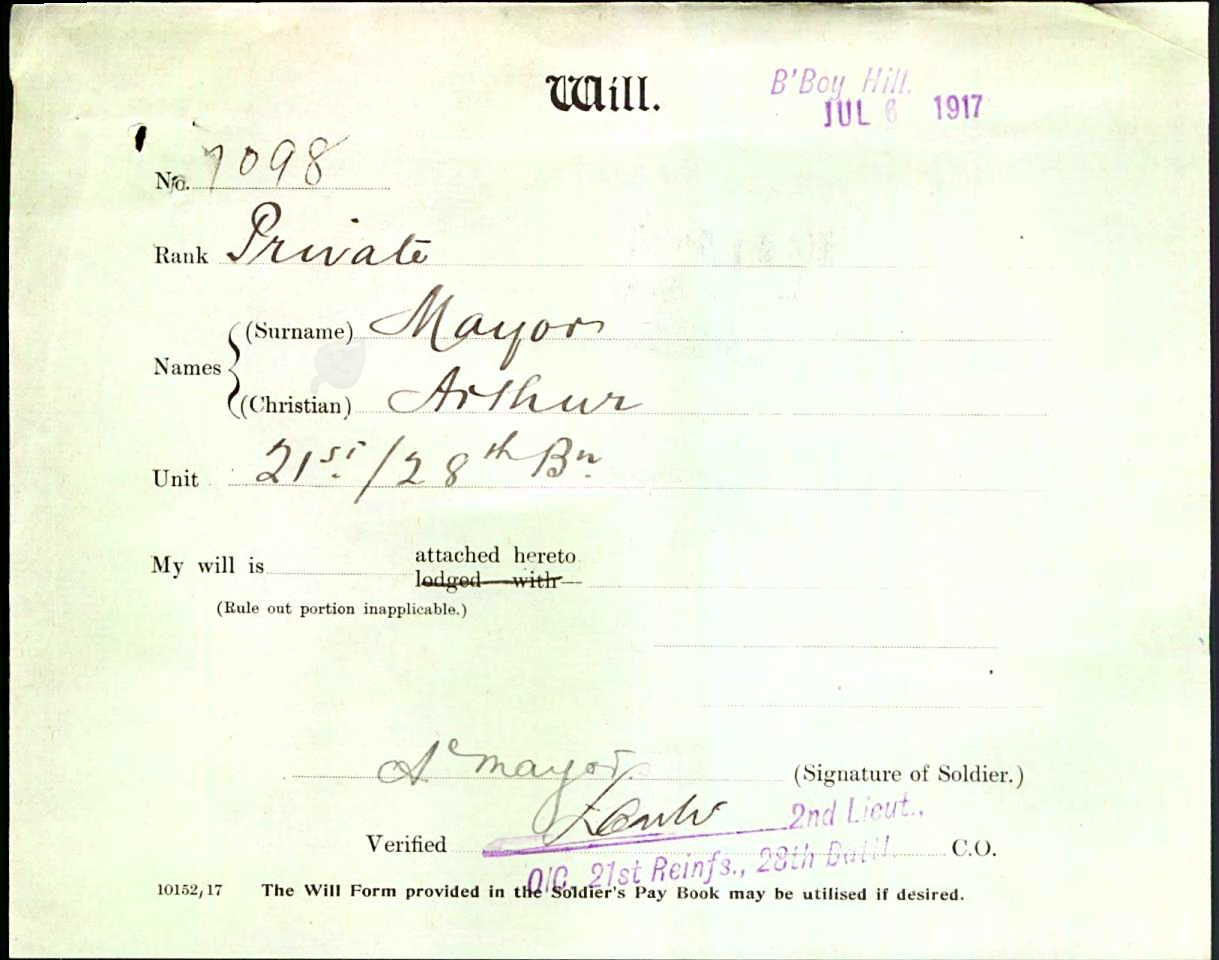 Will.
B'Boy Hill.
JUL 6 1917
No. 7098
Rank Private
Names
(Surname) Mayor
(Christian) Arthur
Unit 21st/28th Bn
My will is attached hereto
lodged with
(Rule out portion inapplicable.)
A Mayor (Signature of Soldier.)
2nd Lieut.,
Verified C.O.
O/C. 21st Reinfs., 28th Battl.
10152/17 The Will Form provided in the Soldier's Pay Book may be utilised if desired.